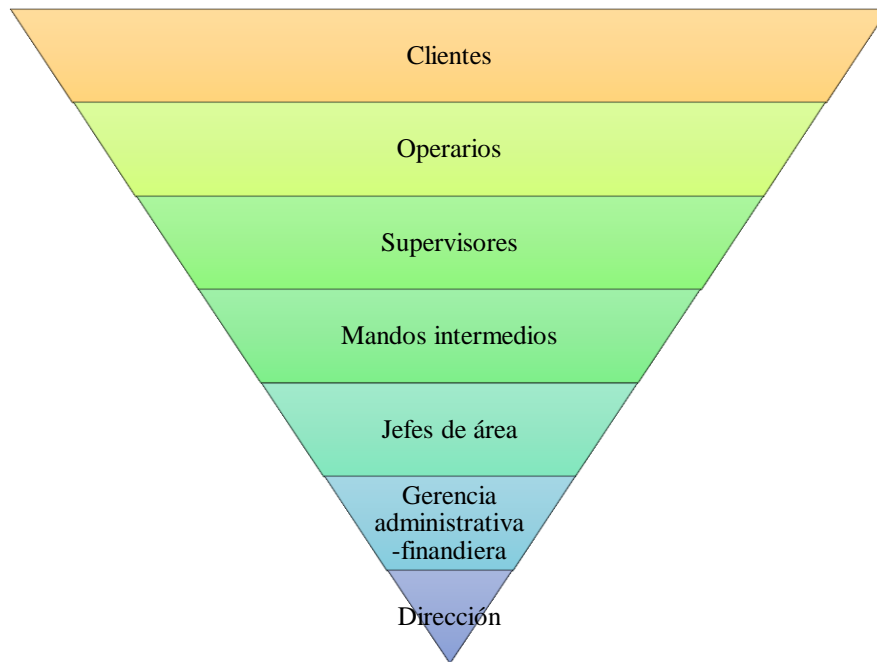 Clientes
Operarios
Supervisores
Mandos intermedios
Jefes de área
Gerencia
administrativa
-finandiera
Dirección